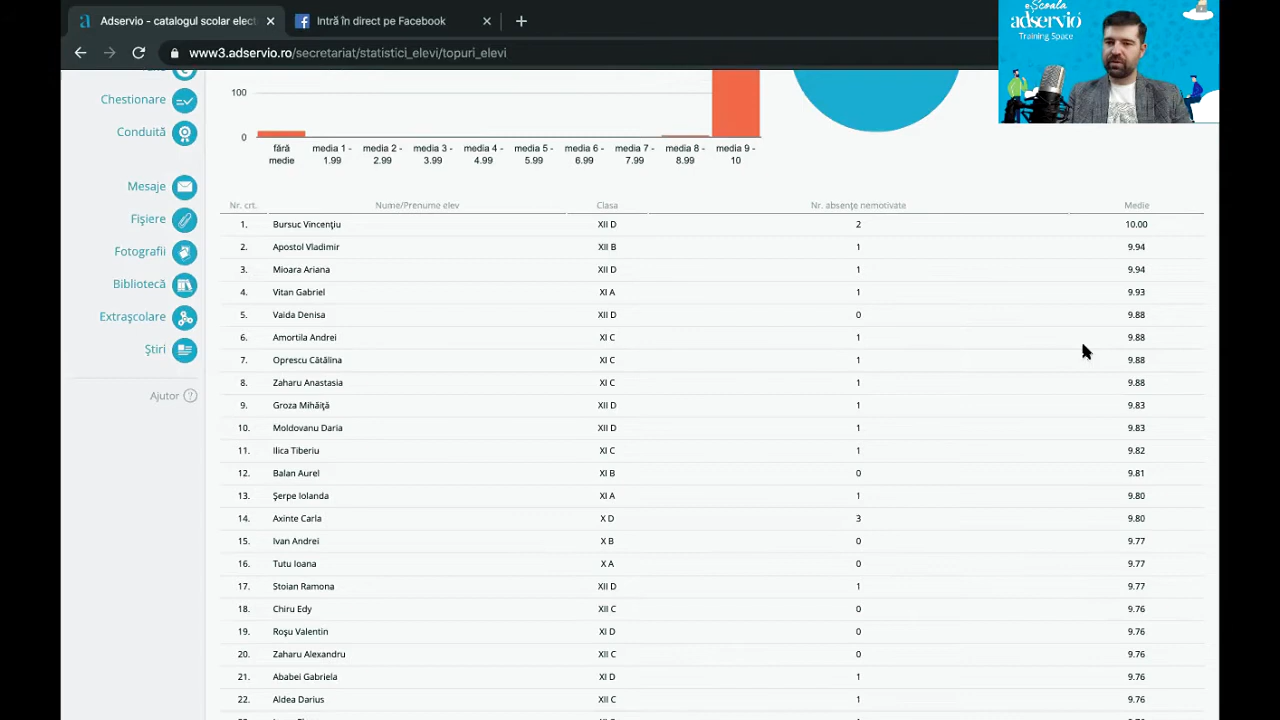 Adservio - catalogul scolar elect
Intră în direct pe Facebook
www3.adservio.ro/secretariat/statistici_elevi/topuri_elevi
eȘcoala
adservio
Training Space
Chestionare
Conduită
Mesaje
Fișiere
Fotografii
Bibliotecă
Extrașcolare
Știri
Ajutor ?
100
0
fără medie
media 1 - 1.99
media 2 - 2.99
media 3 - 3.99
media 4 - 4.99
media 5 - 5.99
media 6 - 6.99
media 7 - 7.99
media 8 - 8.99
media 9 - 10
Nr. crt. Nume/Prenume elev Clasa Nr. absențe nemotivate Medie
1. Bursuc Vincențiu XII D 2 10.00
2. Apostol Vladimir XII B 1 9.94
3. Mioara Ariana XII D 1 9.94
4. Vitan Gabriel XI A 1 9.93
5. Vaida Denisa XII D 0 9.88
6. Amortila Andrei XI C 1 9.88
7. Oprescu Cătălina XI C 1 9.88
8. Zaharu Anastasia XI C 1 9.88
9. Groza Mihăiță XII D 1 9.83
10. Moldovanu Daria XII D 1 9.83
11. Ilica Tiberiu XI C 1 9.82
12. Balan Aurel XI B 0 9.81
13. Șerpe Iolanda XI A 1 9.80
14. Axinte Carla X D 3 9.80
15. Ivan Andrei X B 0 9.77
16. Tutu Ioana X A 0 9.77
17. Stoian Ramona XII D 1 9.77
18. Chiru Edy XII C 0 9.76
19. Roșu Valentin XI D 0 9.76
20. Zaharu Alexandru XII C 0 9.76
21. Ababei Gabriela XI D 1 9.76
22. Aldea Darius XII C 1 9.76